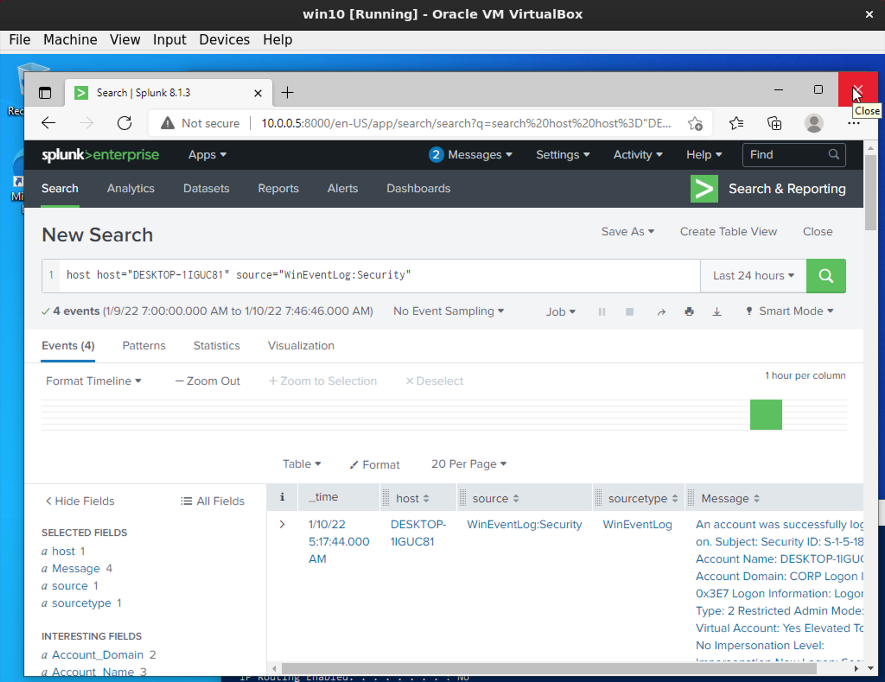 win10 [Running] - Oracle VM VirtualBox
File Machine View Input Devices Help
Search | Splunk 8.1.3
Close
Not secure 10.0.0.5:8000/en-US/app/search/search?q=search%20host%20host%3D"DE...
splunk>enterprise Apps 2 Messages Settings Activity Help Find
Search Analytics Datasets Reports Alerts Dashboards Search & Reporting
New Search
Save As Create Table View Close
1 host host="DESKTOP-1IGUC81" source="WinEventLog:Security"
Last 24 hours
4 events (1/9/22 7:00:00.000 AM to 1/10/22 7:46:46.000 AM) No Event Sampling Job Smart Mode
Events (4) Patterns Statistics Visualization
Format Timeline — Zoom Out + Zoom to Selection × Deselect
1 hour per column
Table Format 20 Per Page
< Hide Fields All Fields
i _time host source sourcetype Message
SELECTED FIELDS
a host 1
a Message 4
a source 1
a sourcetype 1
INTERESTING FIELDS
a Account_Domain 2
a Account_Name 3
1/10/22
5:17:44.000
AM
DESKTOP-
1IGUC81
WinEventLog:Security
WinEventLog
An account was successfully log
on. Subject: Security ID: S-1-5-18
Account Name: DESKTOP-1IGUC
Account Domain: CORP Logon I
0x3E7 Logon Information: Logon
Type: 2 Restricted Admin Mode:
Virtual Account: Yes Elevated To
No Impersonation Level:
IP Routing Enabled. . . . . . . . : No